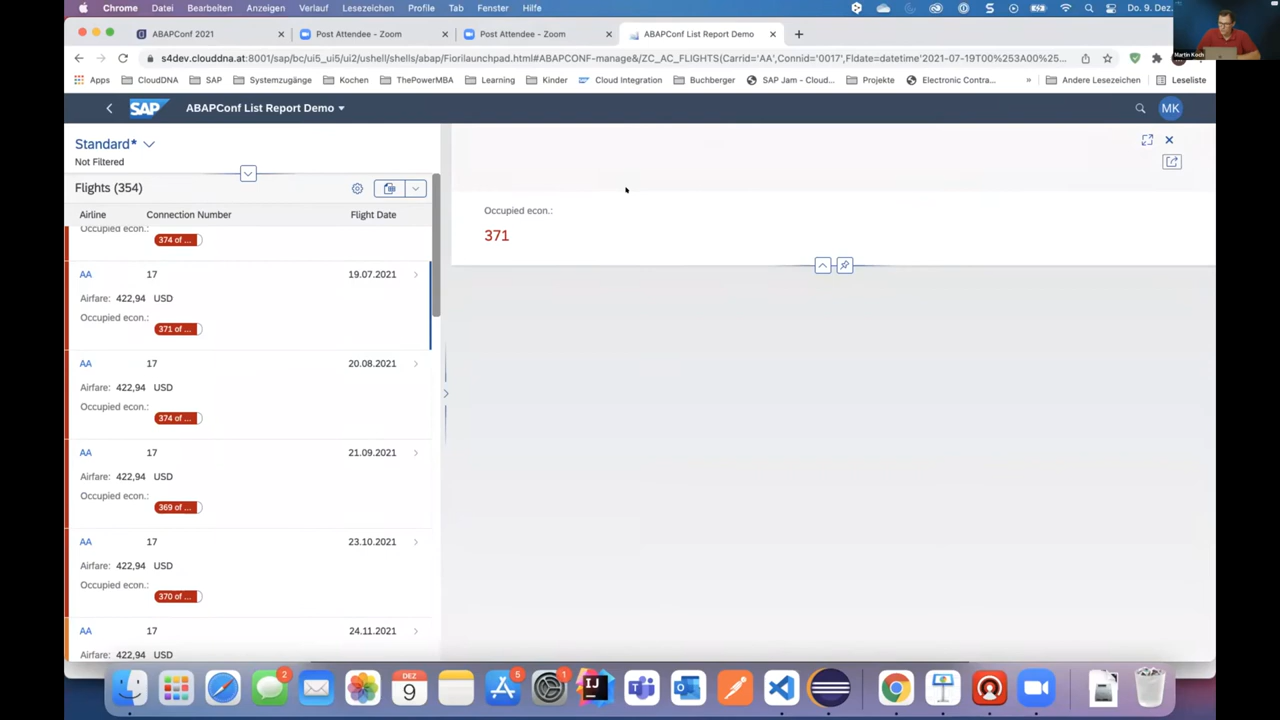 Chrome Datei Bearbeiten Anzeigen Verlauf Lesezeichen Profile Tab Fenster Hilfe
Do. 9. Dez.
Martin Koch
ABAPConf 2021
Post Attendee - Zoom
Post Attendee - Zoom
ABAPConf List Report Demo
s4dev.clouddna.at:8001/sap/bc/ui5_ui5/ui2/ushell/shells/abap/Fiorilaunchpad.html#ABAPCONF-manage&/ZC_AC_FLIGHTS(Carrid='AA',Connid='0017',Fldate=datetime'2021-07-19T00%253A00%25...
Apps CloudDNA SAP Systemzugänge Kochen ThePowerMBA Learning Kinder Cloud Integration Buchberger SAP Jam - Cloud... Projekte Electronic Contra... » Andere Lesezeichen Leseliste
SAP ABAPConf List Report Demo MK
Standard*
Not Filtered
Flights (354)
Airline Connection Number Flight Date
Occupied econ.:
374 of ...
AA 17 19.07.2021
Airfare: 422,94 USD
Occupied econ.:
371 of ...
AA 17 20.08.2021
Airfare: 422,94 USD
Occupied econ.:
374 of ...
AA 17 21.09.2021
Airfare: 422,94 USD
Occupied econ.:
369 of ...
AA 17 23.10.2021
Airfare: 422,94 USD
Occupied econ.:
370 of ...
AA 17 24.11.2021
Airfare: 422,94 USD
Occupied econ.:
371
2
DEZ
9
5
1
IJ